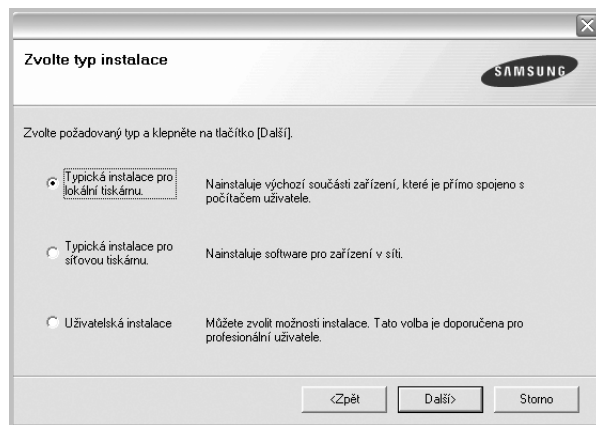 Zvolte typ instalace
SAMSUNG
Zvolte požadovaný typ a klepněte na tlačítko [Další].
Typická instalace pro
lokální tiskárnu.
Nainstaluje výchozí součásti zařízení, které je přímo spojeno s
počítačem uživatele.
Typická instalace pro
síťovou tiskárnu.
Nainstaluje software pro zařízení v síti.
Uživatelská instalace
Můžete zvolit možnosti instalace. Tato volba je doporučena pro
profesionální uživatele.
<Zpět
Další>
Storno